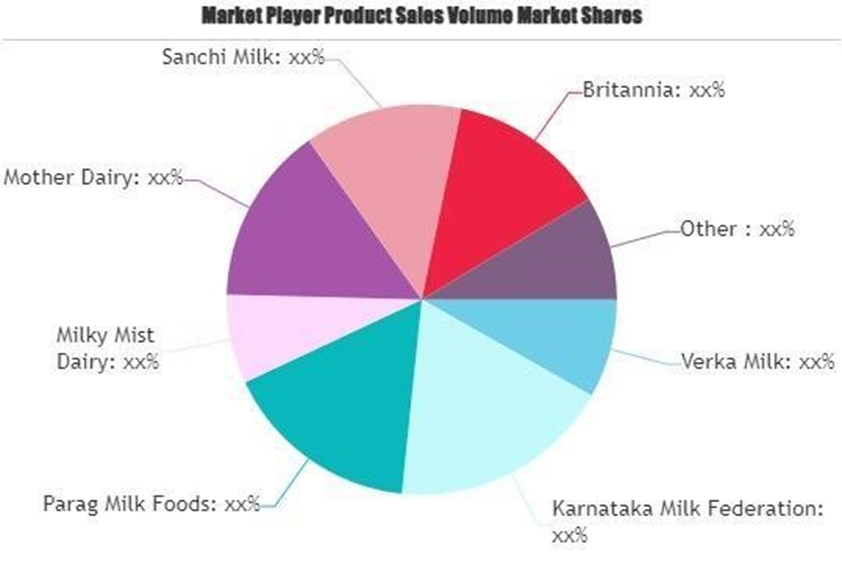 Market Player Product Sales Volume Market Shares
Sanchi Milk: xx%
Britannia: xx%
Mother Dairy: xx%
Other : xx%
Milky Mist
Dairy: xx%
Verka Milk: xx%
Parag Milk Foods: xx%
Karnataka Milk Federation:
xx%